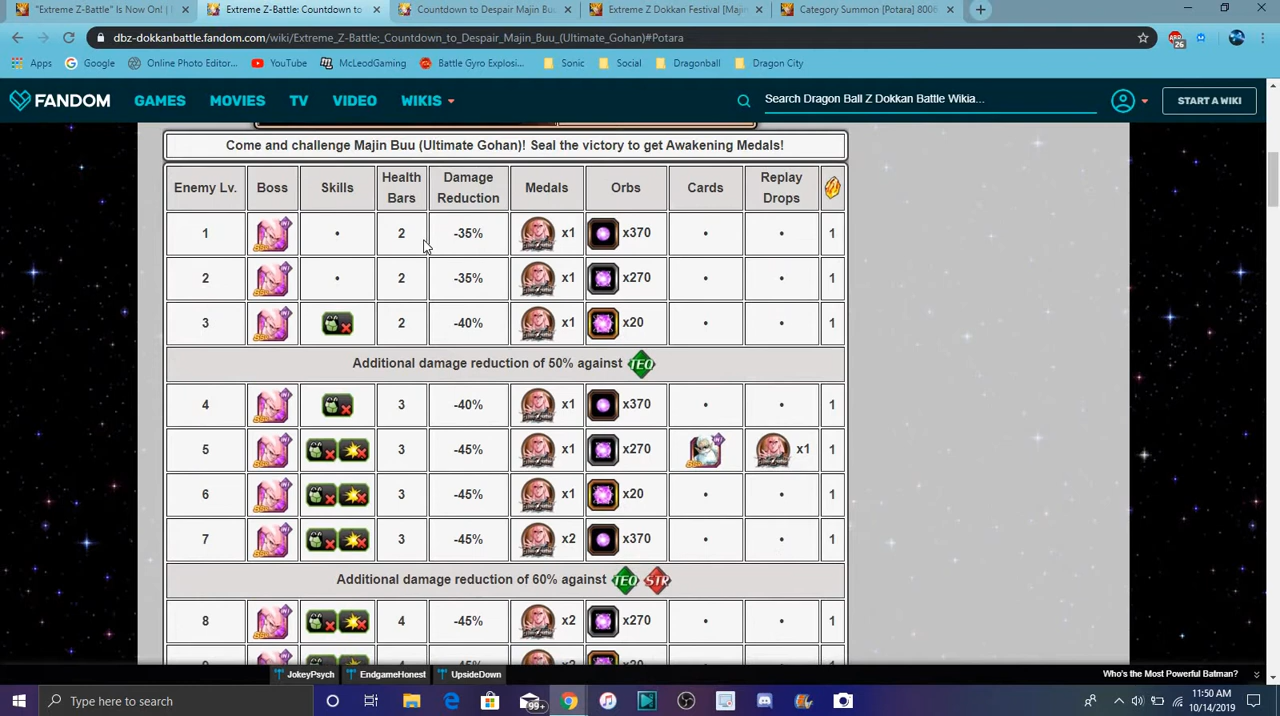 "Extreme Z-Battle" Is Now On! | Extreme Z-Battle: Countdown to Countdown to Despair Majin Bu Extreme Z Dokkan Festival [Majin Category Summon [Potara] 8006
dbz-dokkanbattle.fandom.com/wiki/Extreme_Z-Battle:_Countdown_to_Despair_Majin_Buu_(Ultimate_Gohan)#Potara
26
Apps Google Online Photo Editor... YouTube McLeodGaming Battle Gyro Explosi... Sonic Social Dragonball Dragon City
FANDOM GAMES MOVIES TV VIDEO WIKIS Search Dragon Ball Z Dokkan Battle Wikia... START A WIKI
Come and challenge Majin Buu (Ultimate Gohan)! Seal the victory to get Awakening Medals!
Enemy Lv. Boss Skills Health Bars Damage Reduction Medals Orbs Cards Replay Drops
1 • 2 -35% x1 x370 • • 1
2 • 2 -35% x1 x270 • • 1
3 2 -40% x1 x20 • • 1
Additional damage reduction of 50% against TEQ
4 3 -40% x1 x370 • • 1
5 3 -45% x1 x270 x1 1
6 3 -45% x1 x20 • • 1
7 3 -45% x2 x370 • • 1
Additional damage reduction of 60% against TEQ STR
8 4 -45% x2 x270 • • 1
JokeyPsych EndgameHonest UpsideDown Who's the Most Powerful Batman?
Type here to search 99+ 11:50 AM
10/14/2019